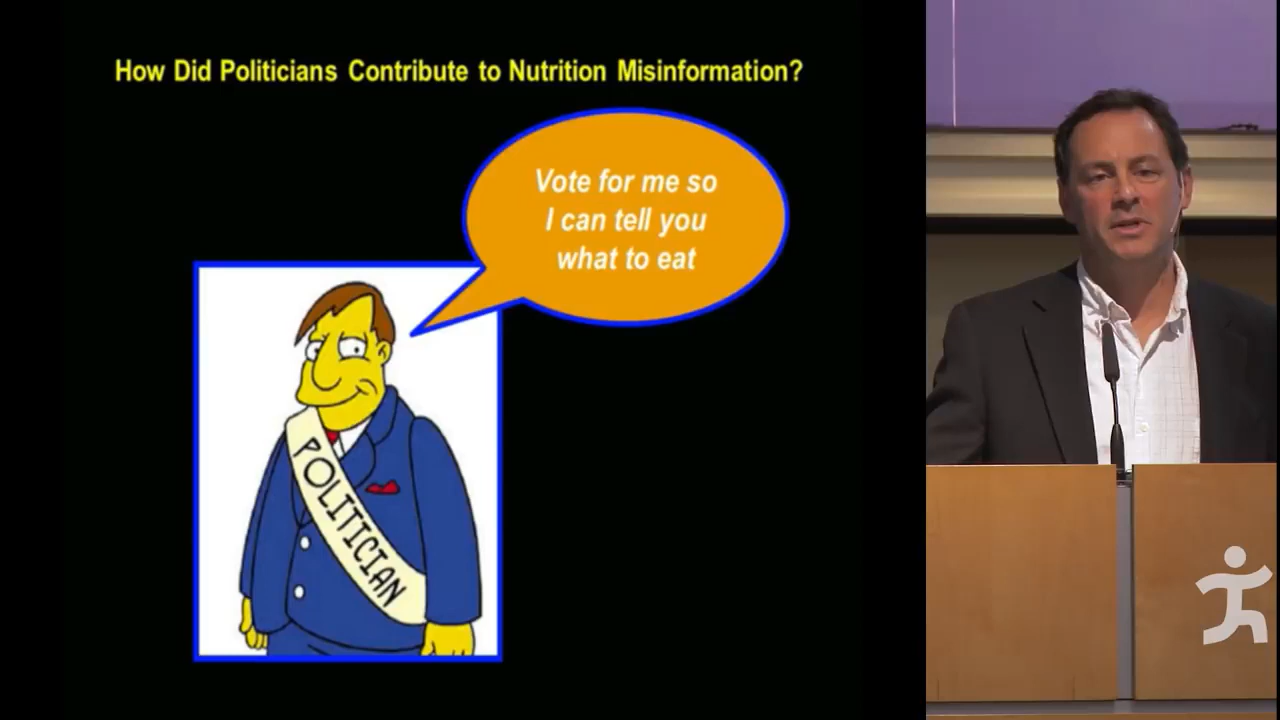 How Did Politicians Contribute to Nutrition Misinformation?
Vote for me so
I can tell you
what to eat
POLITICIAN